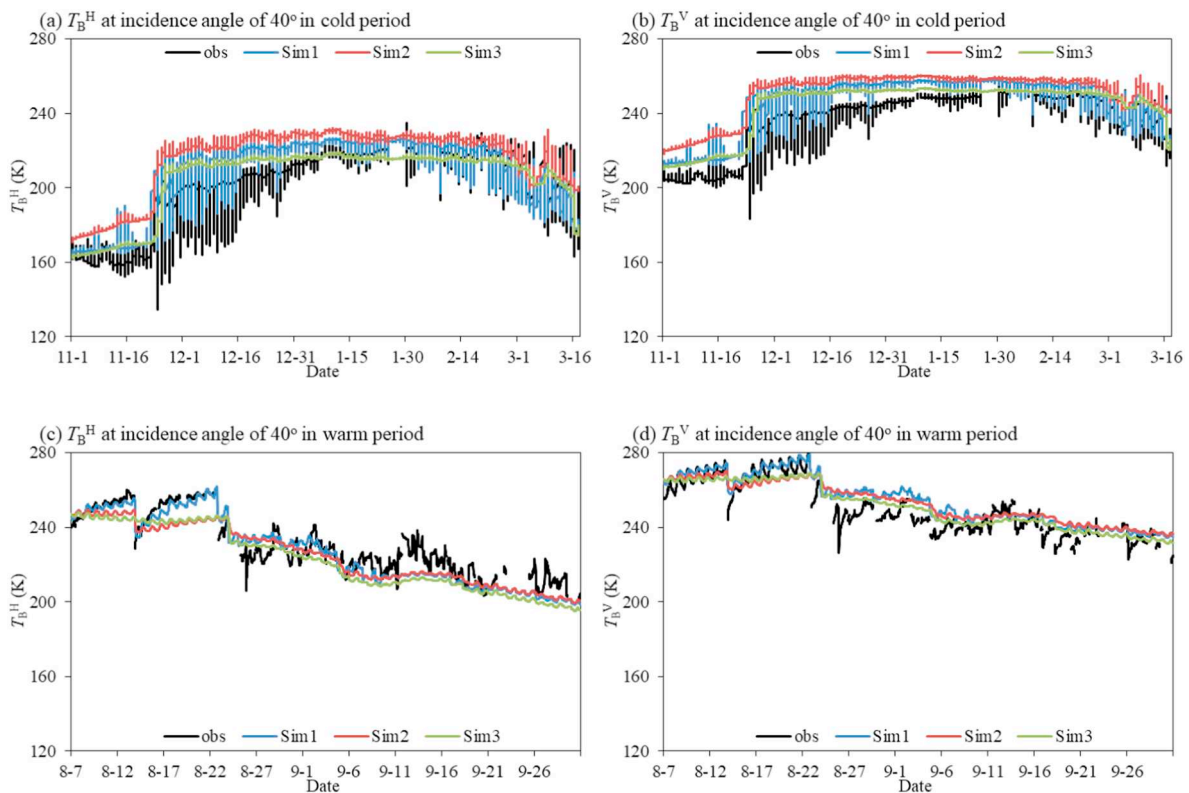 (a) T_B^H at incidence angle of 40° in cold period
280
240
200
160
120
T_B^H (K)
obs Sim1 Sim2 Sim3
11-1 11-16 12-1 12-16 12-31 1-15 1-30 2-14 3-1 3-16
Date
(b) T_B^V at incidence angle of 40° in cold period
280
240
200
160
120
T_B^V (K)
obs Sim1 Sim2 Sim3
11-1 11-16 12-1 12-16 12-31 1-15 1-30 2-14 3-1 3-16
Date
(c) T_B^H at incidence angle of 40° in warm period
280
240
200
160
120
T_B^H (K)
obs Sim1 Sim2 Sim3
8-7 8-12 8-17 8-22 8-27 9-1 9-6 9-11 9-16 9-21 9-26
Date
(d) T_B^V at incidence angle of 40° in warm period
280
240
200
160
120
T_B^V (K)
obs Sim1 Sim2 Sim3
8-7 8-12 8-17 8-22 8-27 9-1 9-6 9-11 9-16 9-21 9-26
Date